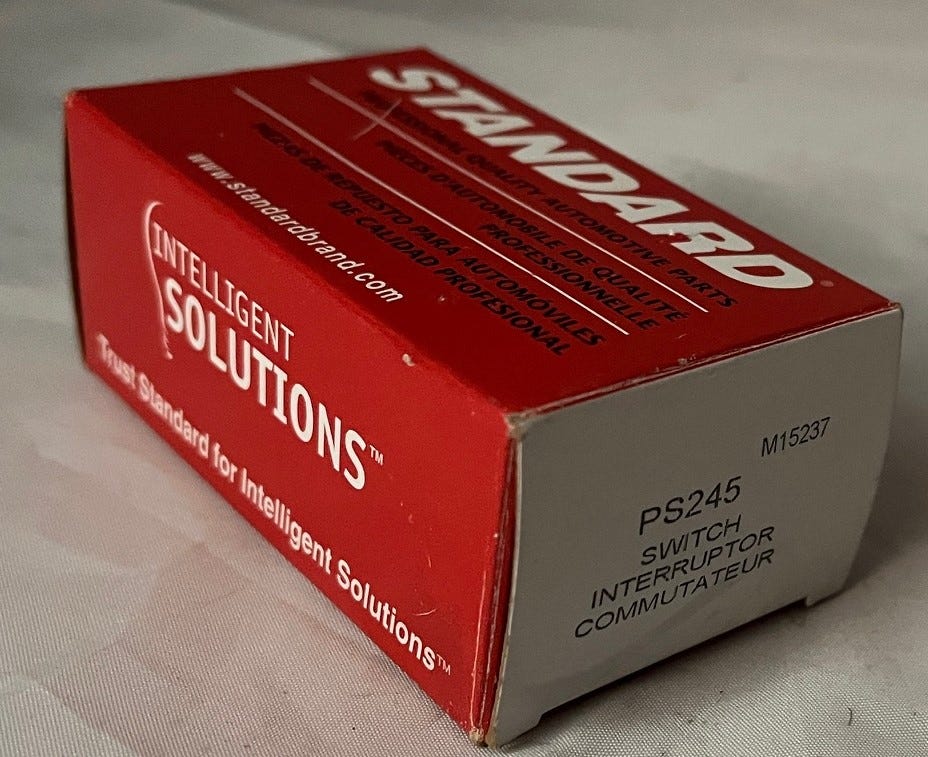 STANDARD®
PROFESSIONAL QUALITY AUTOMOTIVE PARTS
PIÈCES D'AUTOMOBILE DE QUALITÉ
PROFESSIONNELLE
PIEZAS DE REPUESTO PARA AUTOMÓVILES
DE CALIDAD PROFESIONAL
www.standardbrand.com
INTELLIGENT
SOLUTIONS™
Trust Standard for Intelligent Solutions™
M15237
PS245
SWITCH
INTERRUPTOR
COMMUTATEUR